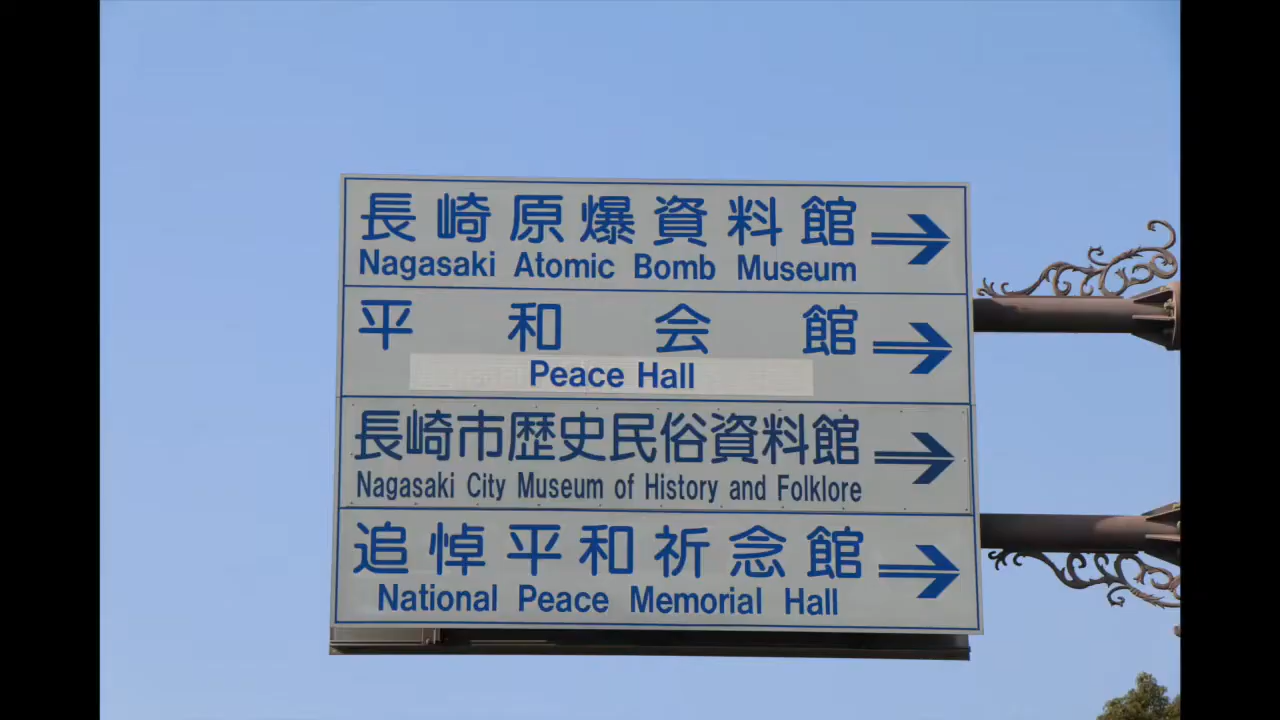 長崎原爆資料館
Nagasaki Atomic Bomb Museum
平和会館
Peace Hall
長崎市歴史民俗資料館
Nagasaki City Museum of History and Folklore
追悼平和祈念館
National Peace Memorial Hall